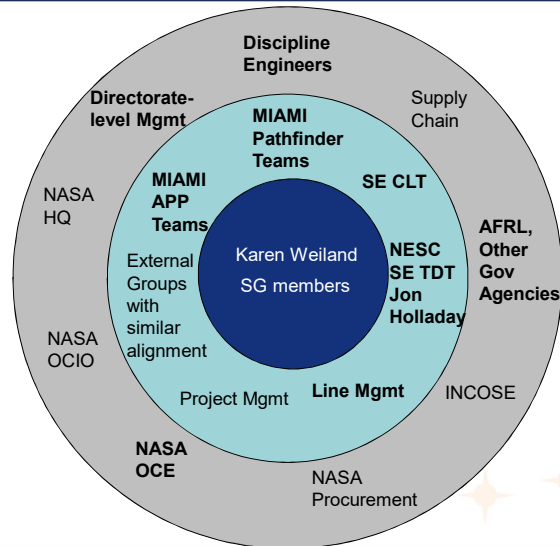 Discipline
Engineers
Directorate-
level Mgmt
Supply
Chain
MIAMI
Pathfinder
Teams
MIAMI
APP
Teams
SE CLT
NASA
HQ
AFRL,
Other
Gov
Agencies
Karen Weiland
SG members
NESC
SE TDT
Jon
Holladay
External
Groups
with
similar
alignment
NASA
OCIO
Project Mgmt
Line Mgmt
INCOSE
NASA
OCE
NASA
Procurement